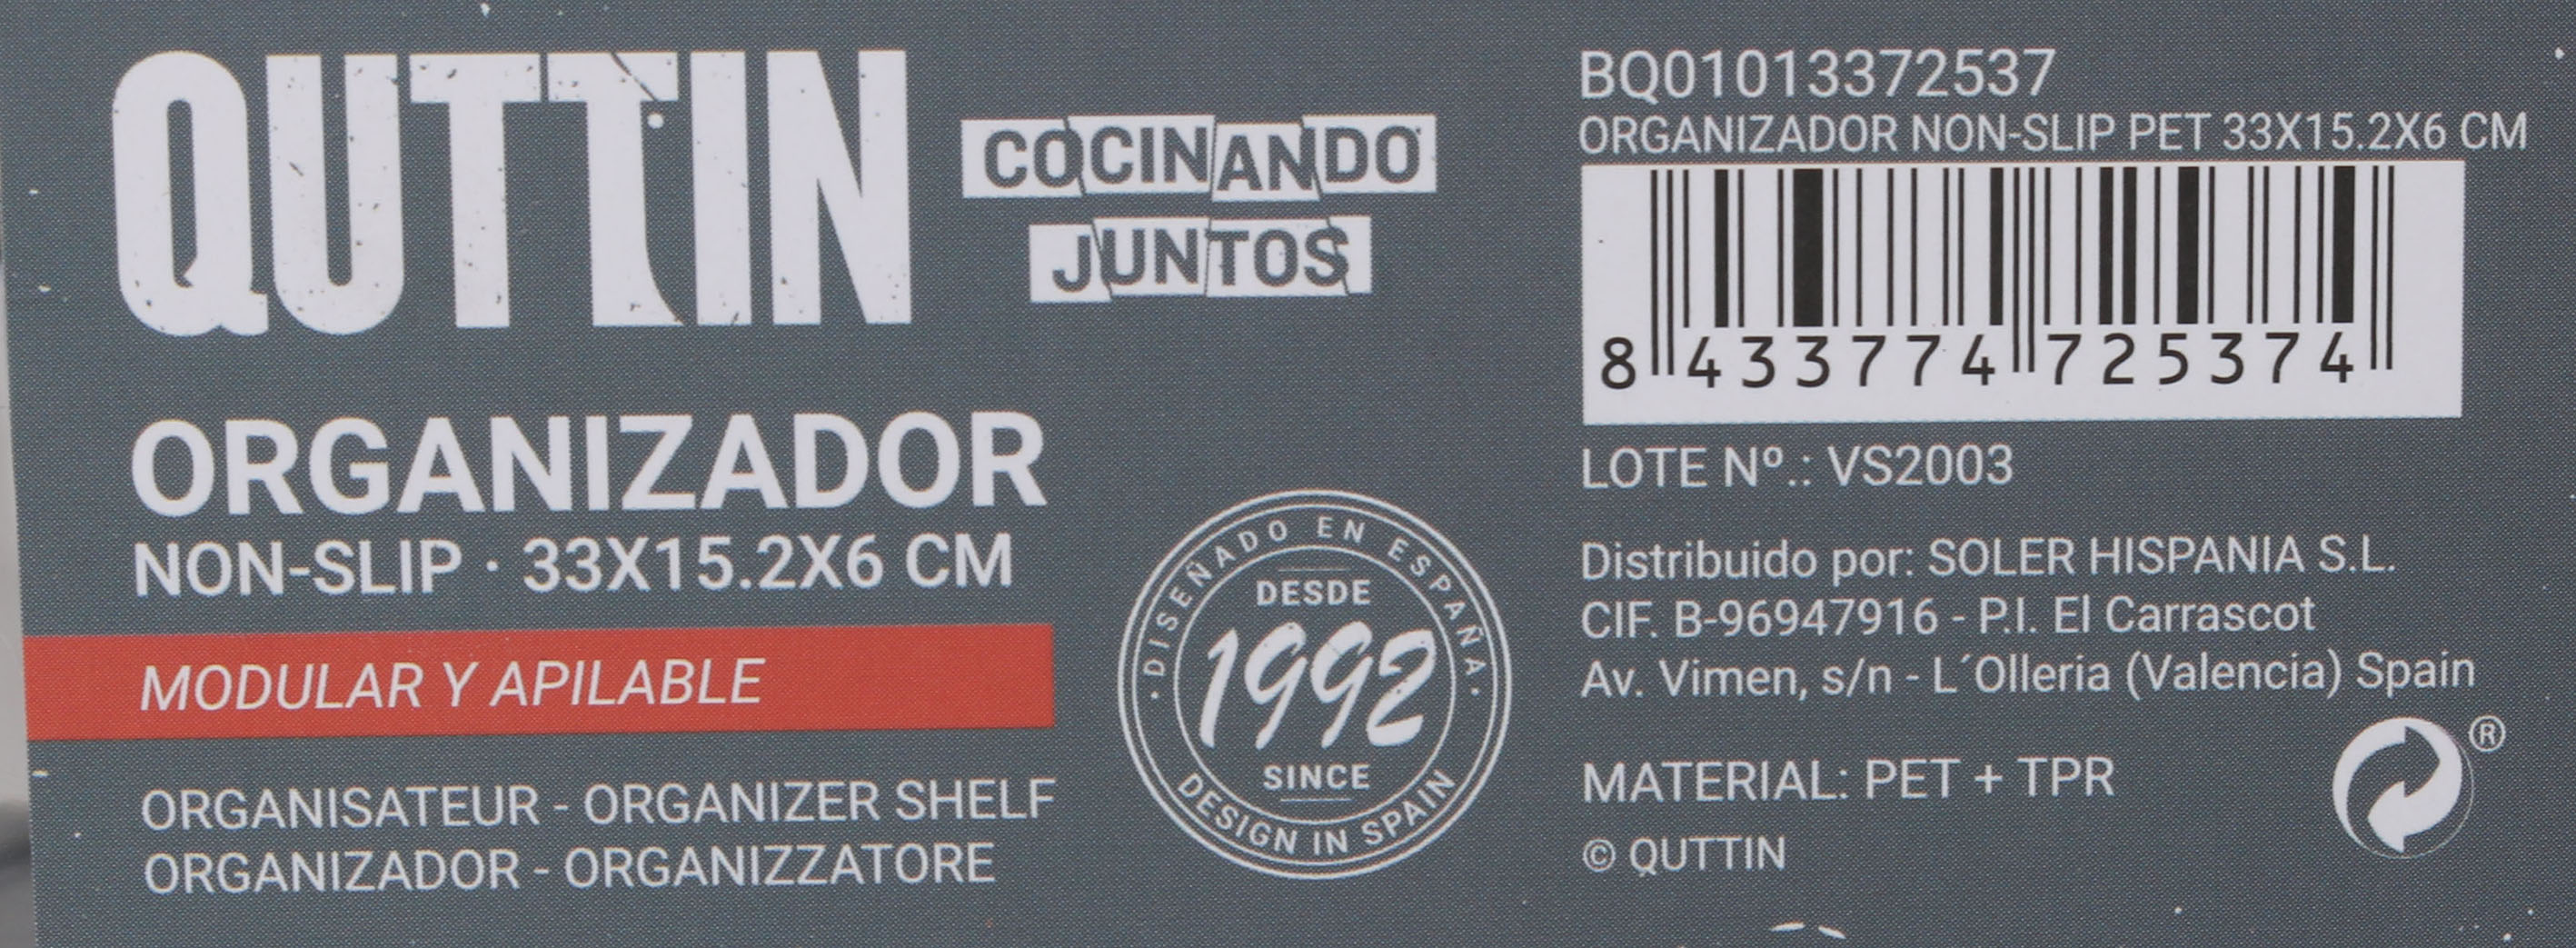 QUTTIN
COCINANDO
JUNTOS
ORGANIZADOR
NON-SLIP · 33X15.2X6 CM
MODULAR Y APILABLE
ORGANISATEUR - ORGANIZER SHELF
ORGANIZADOR - ORGANIZZATORE
· DISEÑADO EN ESPAÑA ·
DESDE
1992
SINCE
DESIGN IN SPAIN
BQ01013372537
ORGANIZADOR NON-SLIP PET 33X15.2X6 CM
8 433774 725374
LOTE Nº.: VS2003
Distribuido por: SOLER HISPANIA S.L.
CIF. B-96947916 - P.I. El Carrascot
Av. Vimen, s/n - L´Olleria (Valencia) Spain
MATERIAL: PET + TPR
®
© QUTTIN